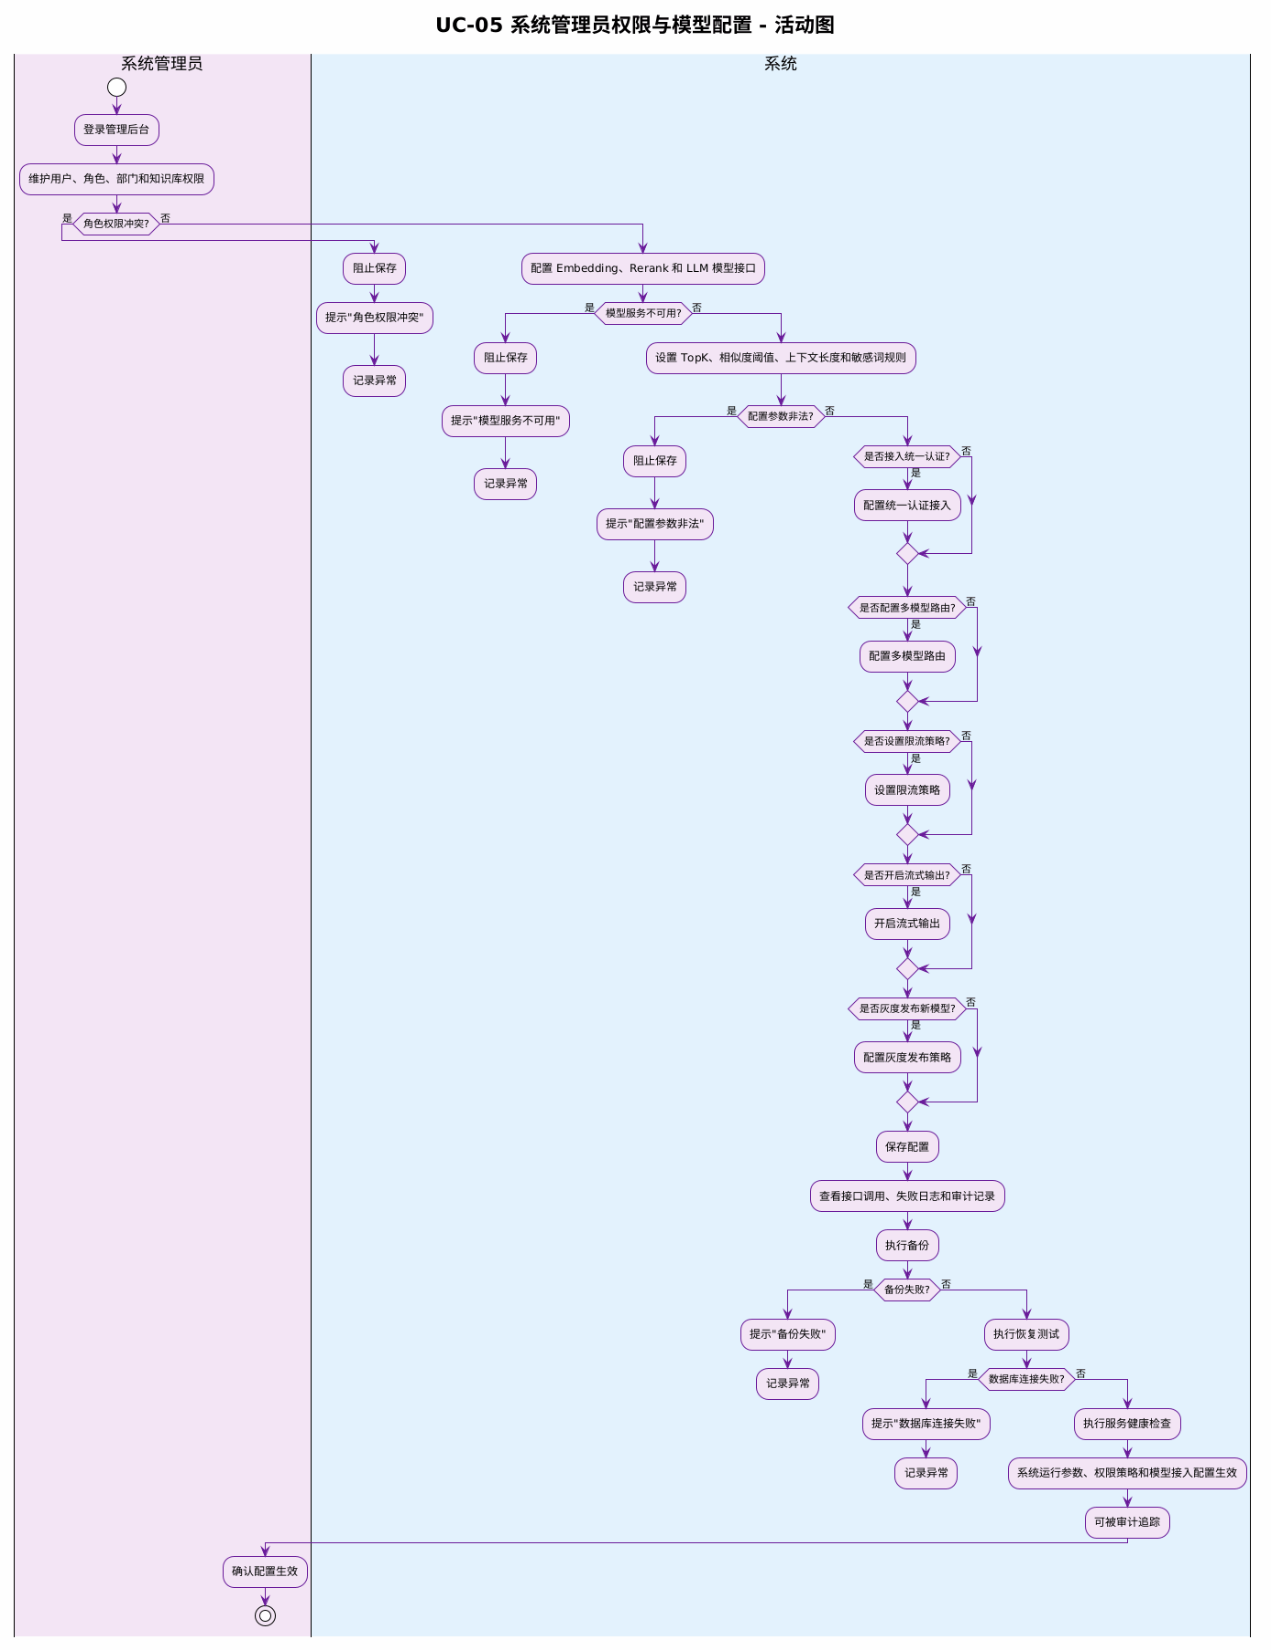 UC-05 系统管理员权限与模型配置 - 活动图
系统管理员
系统
登录管理后台
维护用户、角色、部门和知识库权限
是
角色权限冲突?
否
阻止保存
提示"角色权限冲突"
记录异常
配置 Embedding、Rerank 和 LLM 模型接口
是
模型服务不可用?
否
阻止保存
提示"模型服务不可用"
记录异常
设置 TopK、相似度阈值、上下文长度和敏感词规则
是
配置参数非法?
否
阻止保存
提示"配置参数非法"
记录异常
是否接入统一认证?
否
是
配置统一认证接入
是否配置多模型路由?
否
是
配置多模型路由
是否设置限流策略?
否
是
设置限流策略
是否开启流式输出?
否
是
开启流式输出
是否灰度发布新模型?
否
是
配置灰度发布策略
保存配置
查看接口调用、失败日志和审计记录
执行备份
是
备份失败?
否
提示"备份失败"
记录异常
执行恢复测试
是
数据库连接失败?
否
提示"数据库连接失败"
记录异常
执行服务健康检查
系统运行参数、权限策略和模型接入配置生效
可被审计追踪
确认配置生效